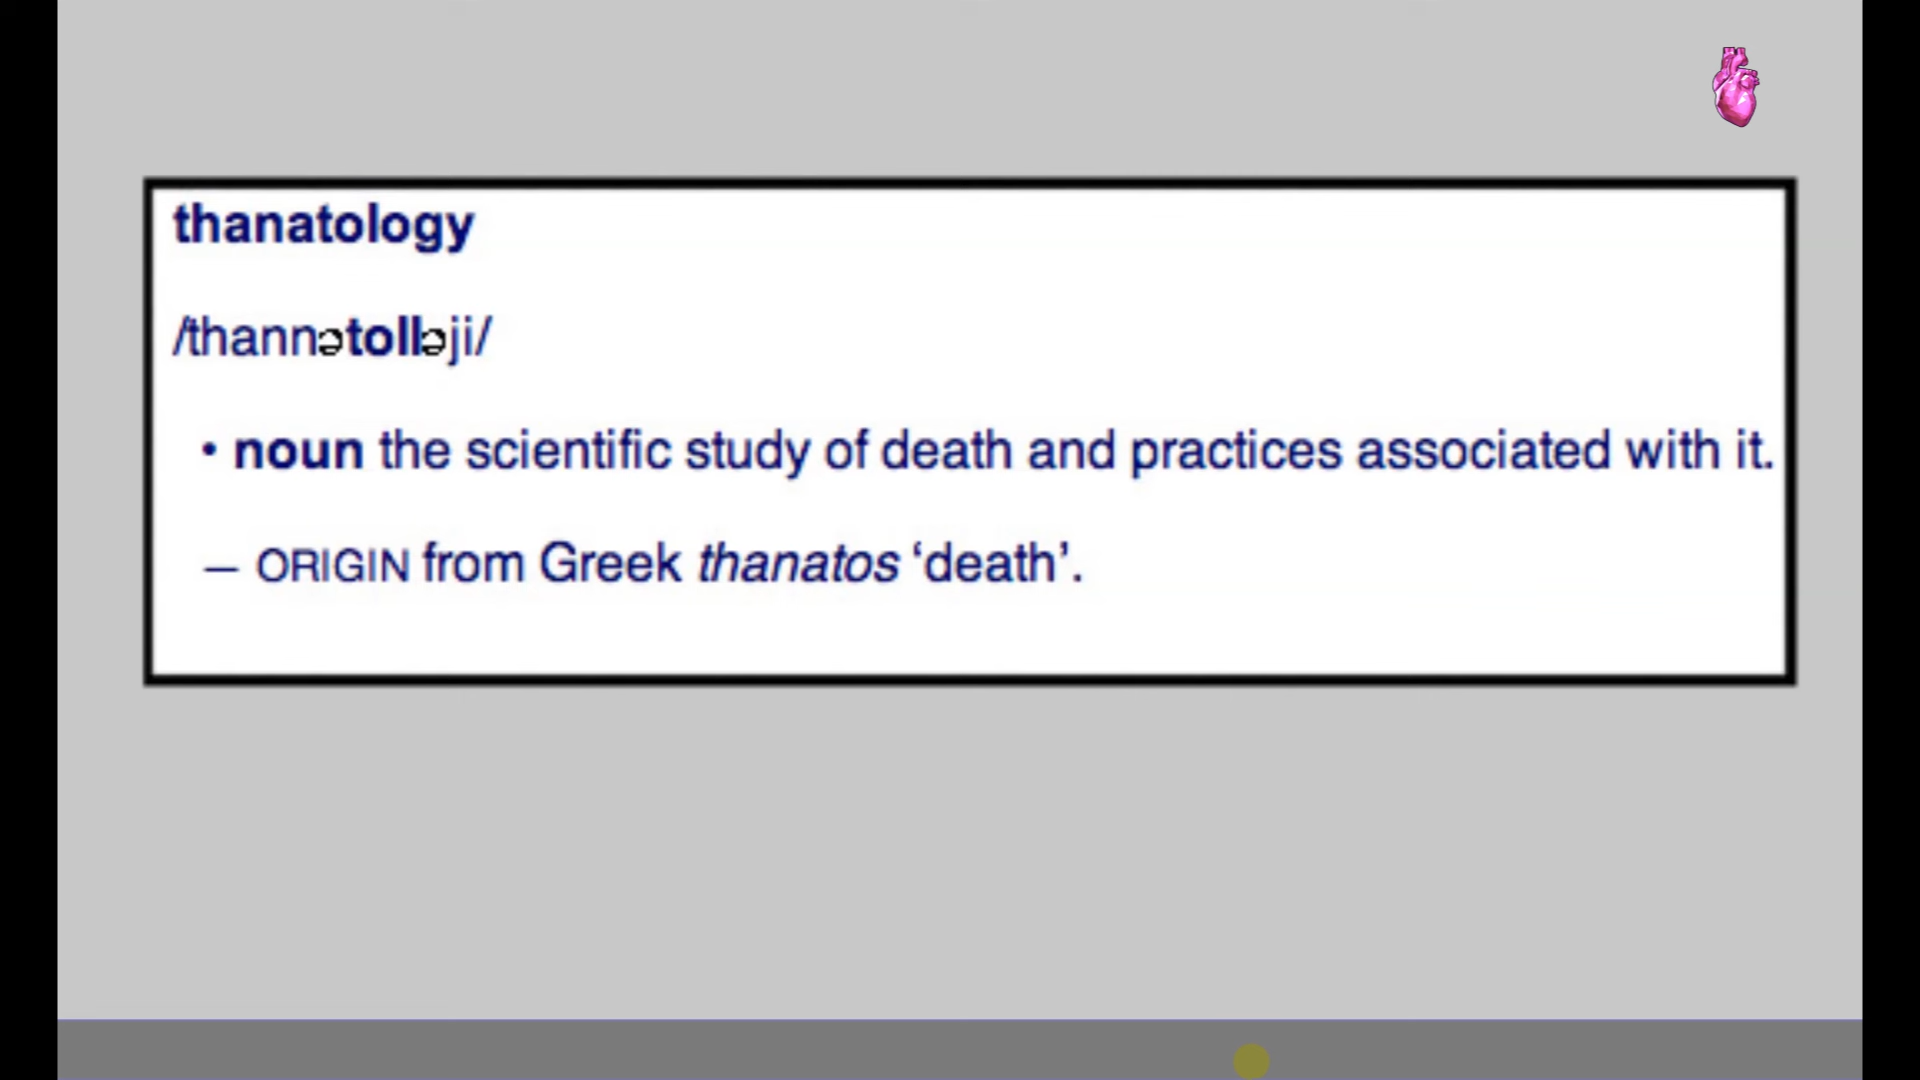 thanatology
/thannətolləji/
• noun the scientific study of death and practices associated with it.
— ORIGIN from Greek thanatos ‘death’.